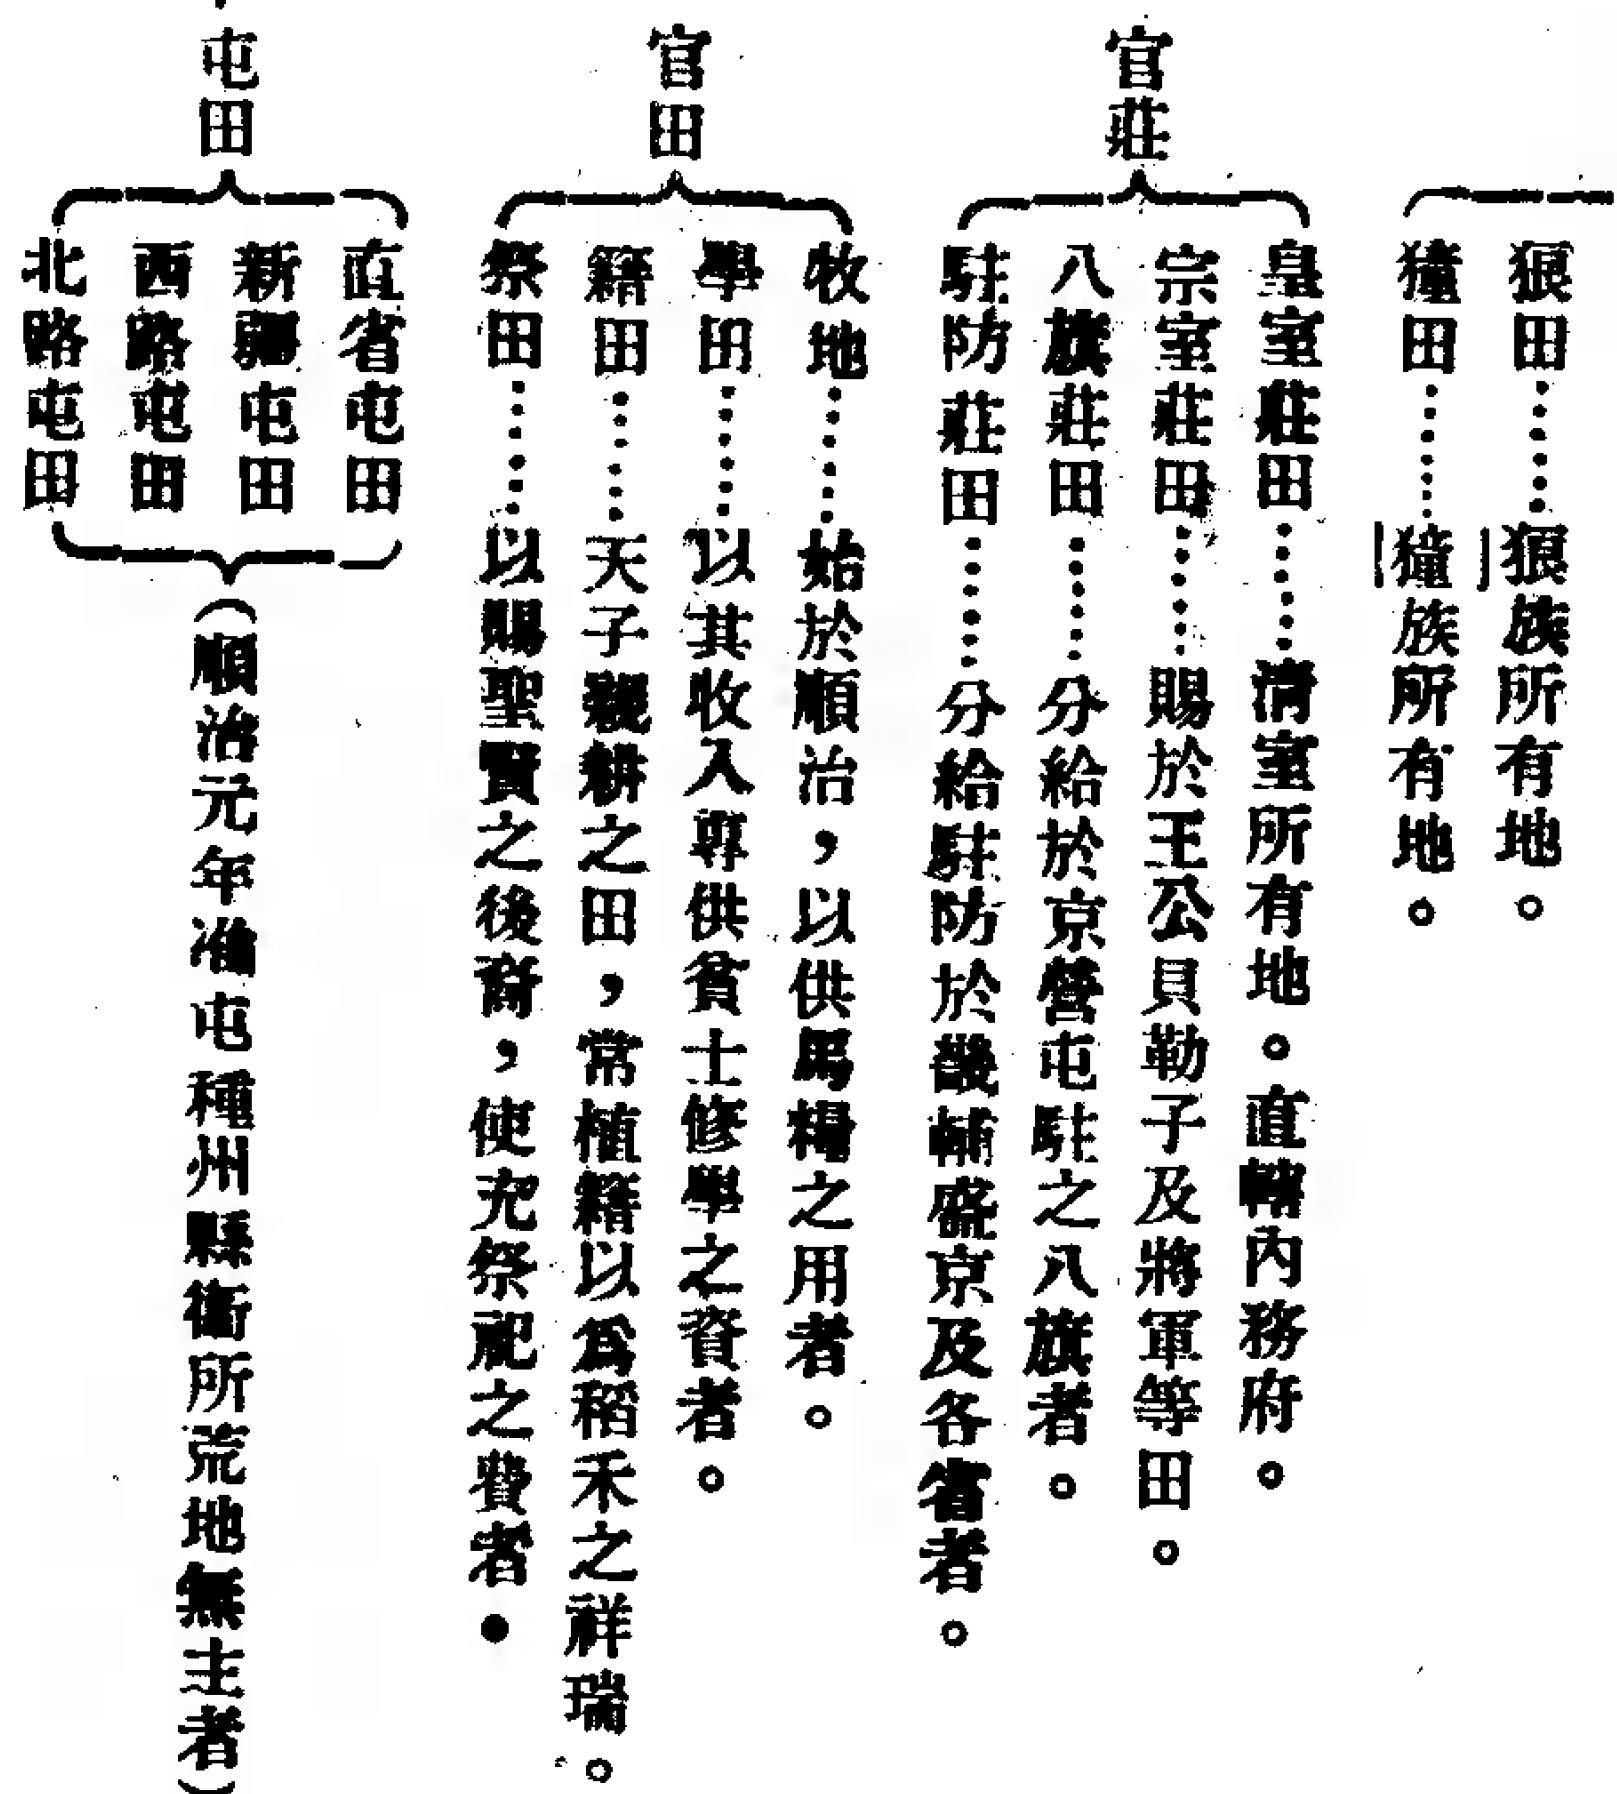 狼田……狼族所有地。
獞田……獞族所有地。
官莊
皇室莊田……清室所有地。直轄內務府。
宗室莊田……賜於王公貝勒子及將軍等田。
八旗莊田……分給於京營屯駐之八旗者。
駐防莊田……分給駐防於畿輔盛京及各省者。
官田
牧地……始於順治，以供馬糧之用者。
學田……以其收入專供貧士修學之資者。
籍田……天子親耕之田，常植籍以爲稻禾之祥瑞。
祭田……以賜聖賢之後裔，使充祭祀之費者。
屯田
直省屯田
新疆屯田
西路屯田
北路屯田
（順治元年准屯種州縣衞所荒地無主者）